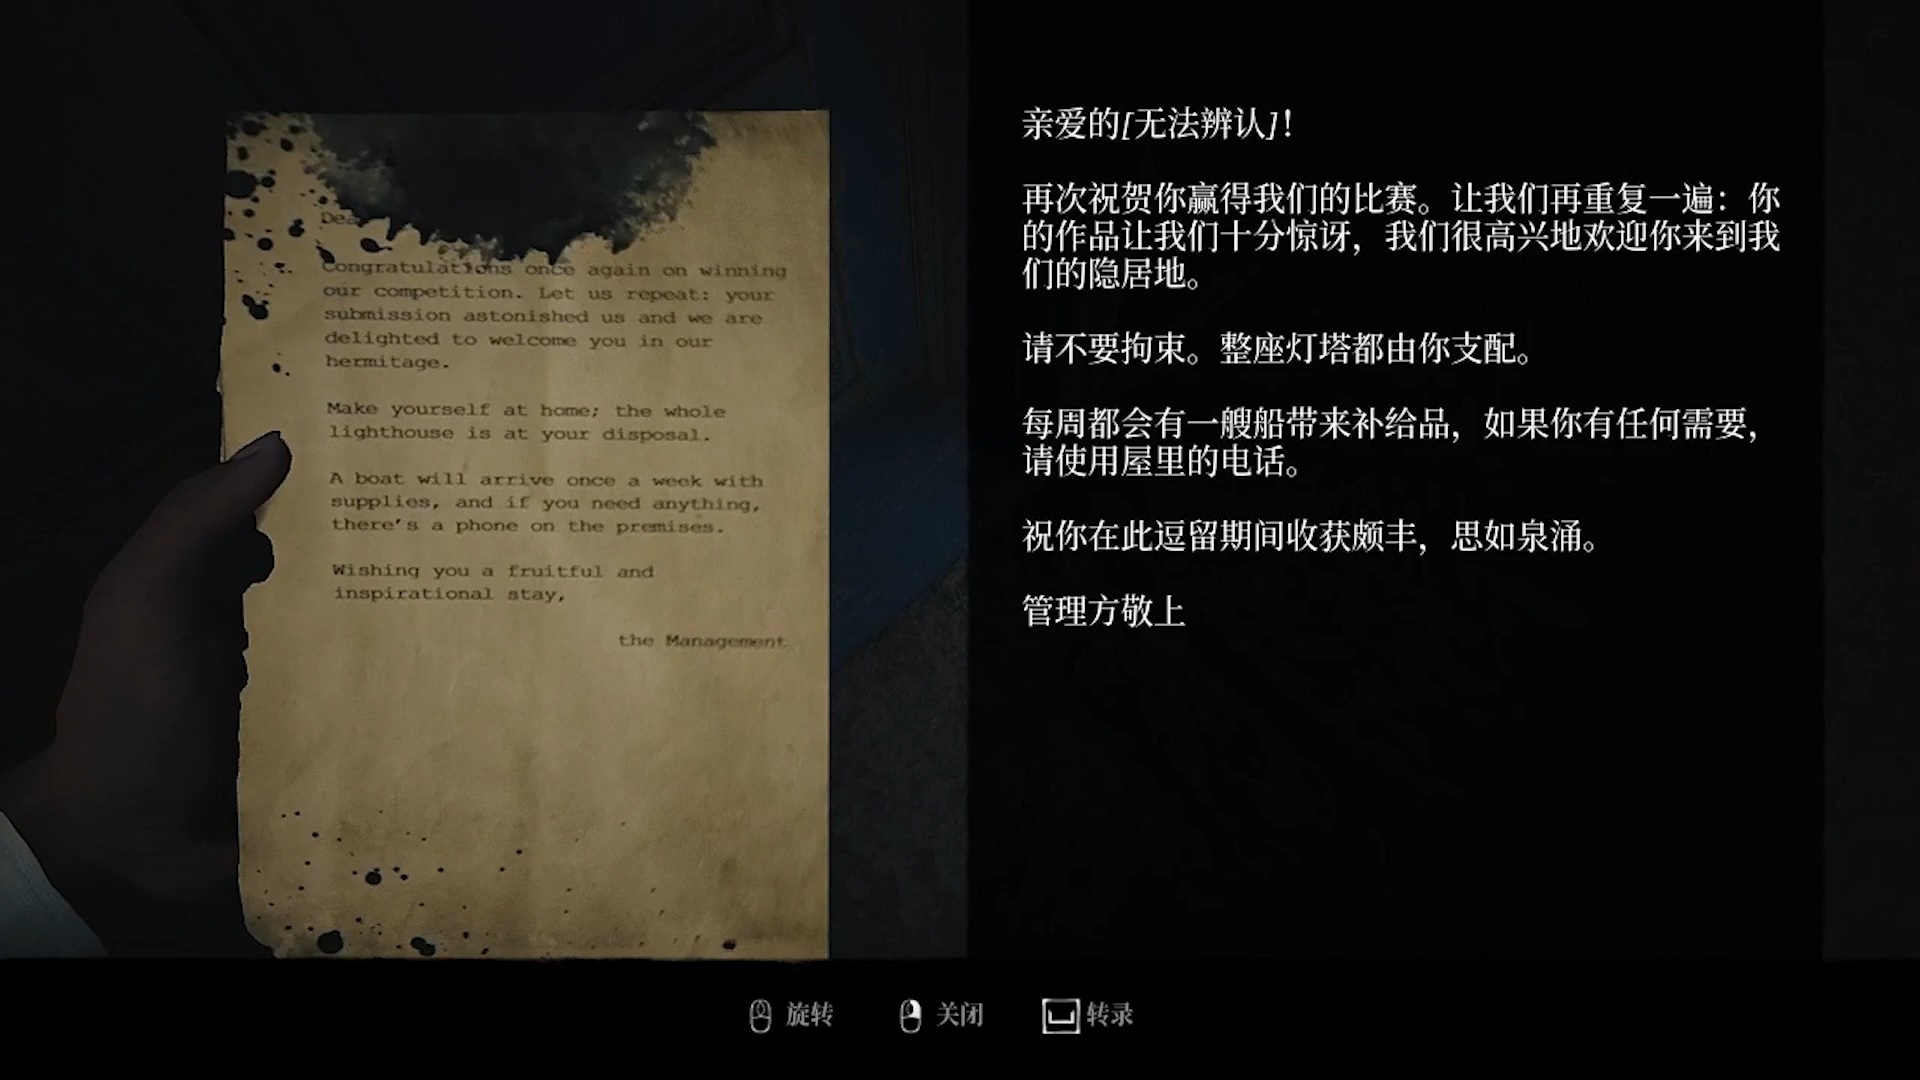 Dea
Congratulations once again on winning
our competition. Let us repeat: your
submission astonished us and we are
delighted to welcome you in our
hermitage.
Make yourself at home; the whole
lighthouse is at your disposal.
A boat will arrive once a week with
supplies, and if you need anything,
there's a phone on the premises.
Wishing you a fruitful and
inspirational stay,
the Management
亲爱的[无法辨认]！
再次祝贺你赢得我们的比赛。让我们再重复一遍：你
的作品让我们十分惊讶，我们很高兴地欢迎你来到我
们的隐居地。
请不要拘束。整座灯塔都由你支配。
每周都会有一艘船带来补给品，如果你有任何需要，
请使用屋里的电话。
祝你在此逗留期间收获颇丰，思如泉涌。
管理方敬上
旋转 关闭 转录